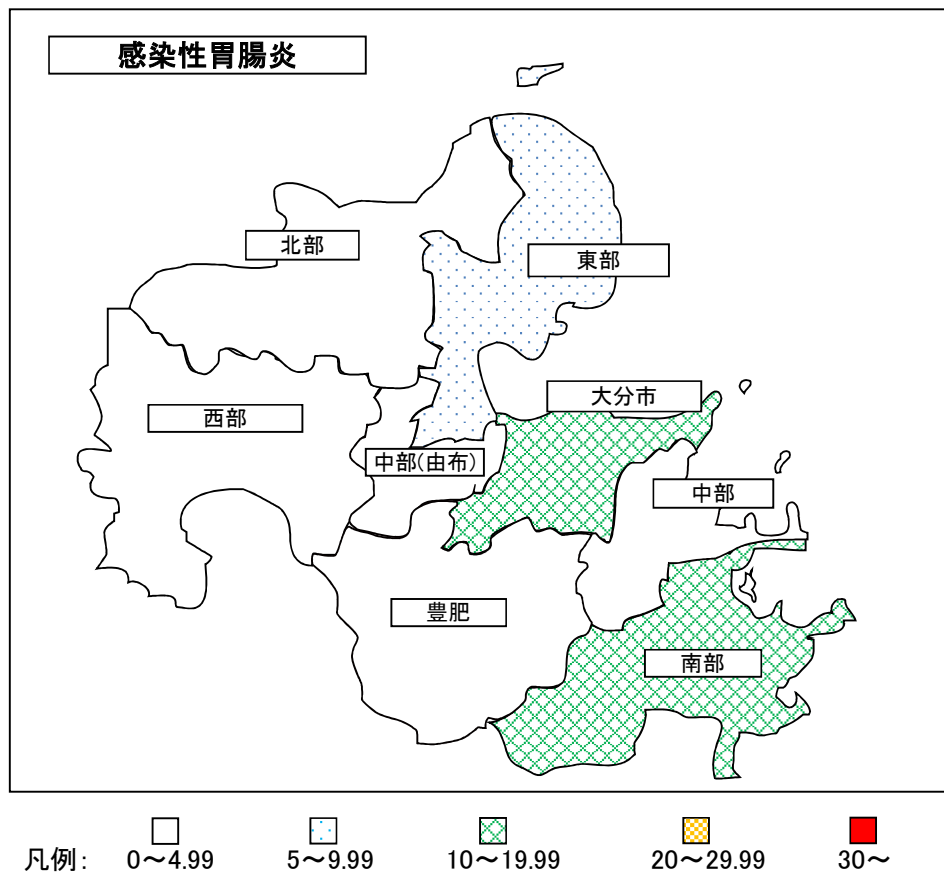 感染性胃腸炎
北部
東部
大分市
西部
中部(由布)
中部
豊肥
南部
凡例: 0～4.99 5～9.99 10～19.99 20～29.99 30～